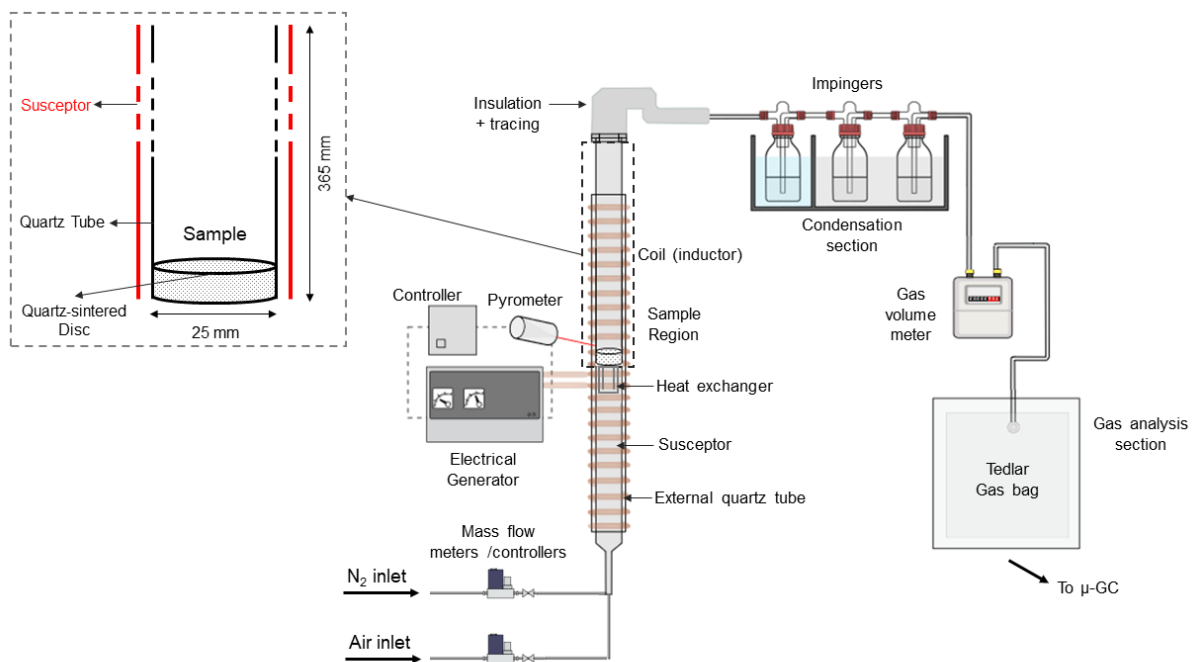 Susceptor
Quartz Tube
Sample
Quartz-sintered
Disc
365 mm
25 mm
Insulation
+ tracing
Impingers
Condensation
section
Coil (inductor)
Controller
Pyrometer
Sample
Region
Gas
volume
meter
Heat exchanger
Susceptor
Electrical
Generator
External quartz tube
Gas analysis
section
Tedlar
Gas bag
Mass flow
meters /controllers
N₂ inlet
To μ-GC
Air inlet